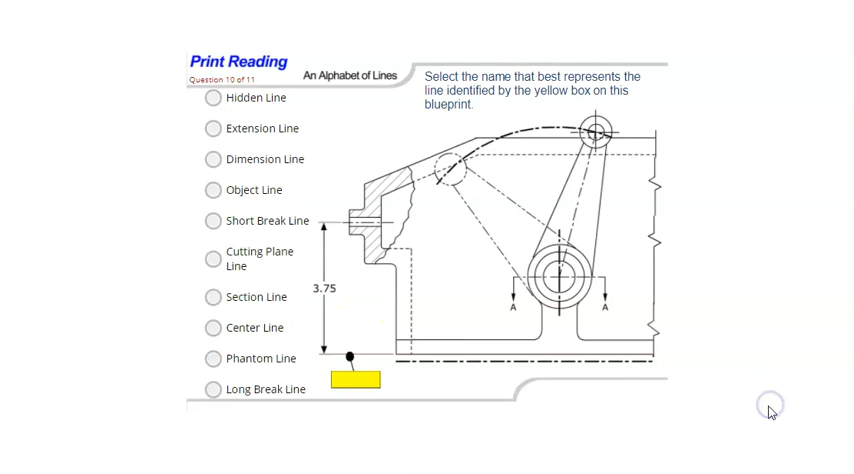 Print Reading
Question 10 of 11
An Alphabet of Lines
Select the name that best represents the
line identified by the yellow box on this
blueprint.
Hidden Line
Extension Line
Dimension Line
Object Line
Short Break Line
Cutting Plane
Line
Section Line
Center Line
Phantom Line
Long Break Line
3.75
A
A